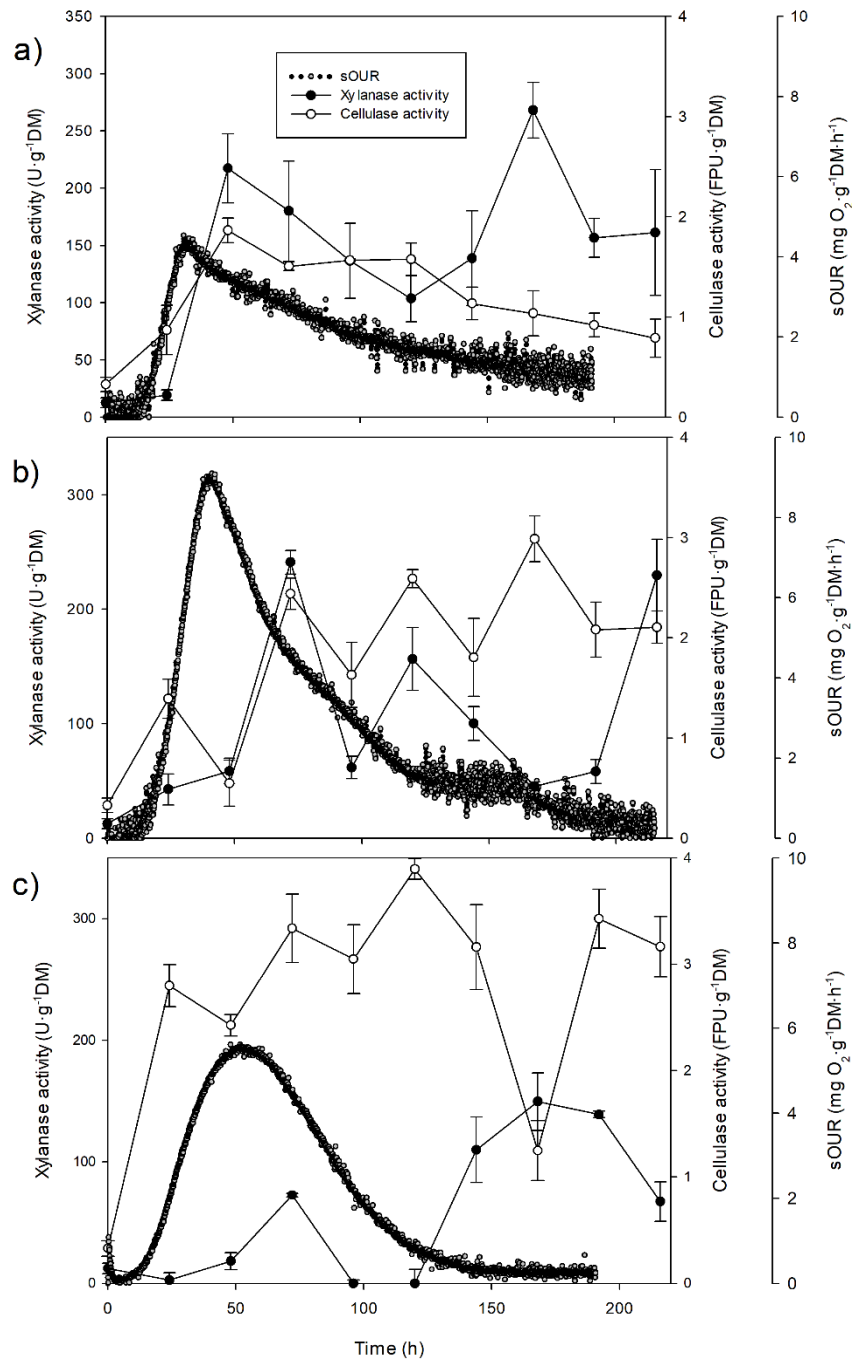 a)
350
300
250
200
150
100
50
0
Xylanase activity (U·g⁻¹DM)
sOUR
Xylanase activity
Cellulase activity
4
3
2
1
0
Cellulase activity (FPU·g⁻¹DM)
10
8
6
4
2
0
sOUR (mg O₂·g⁻¹DM·h⁻¹)
b)
300
200
100
0
Xylanase activity (U·g⁻¹DM)
4
3
2
1
0
Cellulase activity (FPU·g⁻¹DM)
10
8
6
4
2
0
sOUR (mg O₂·g⁻¹DM·h⁻¹)
c)
300
200
100
0
Xylanase activity (U·g⁻¹DM)
4
3
2
1
0
Cellulase activity (FPU·g⁻¹DM)
10
8
6
4
2
0
sOUR (mg O₂·g⁻¹DM·h⁻¹)
0 50 100 150 200
Time (h)